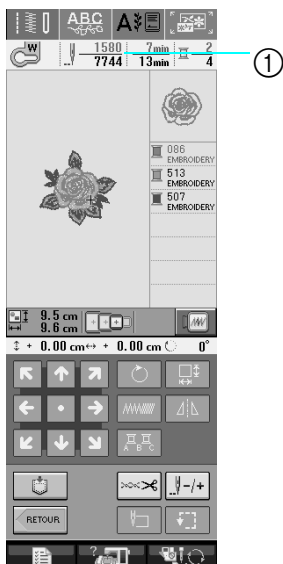 ABC
A
W
1580 7min 2
7744 13min 4
①
086
EMBROIDERY
513
EMBROIDERY
507
EMBROIDERY
9.5 cm
9.6 cm
+ 0.00 cm + 0.00 cm 0°
A B C
-/+
RETOUR
?